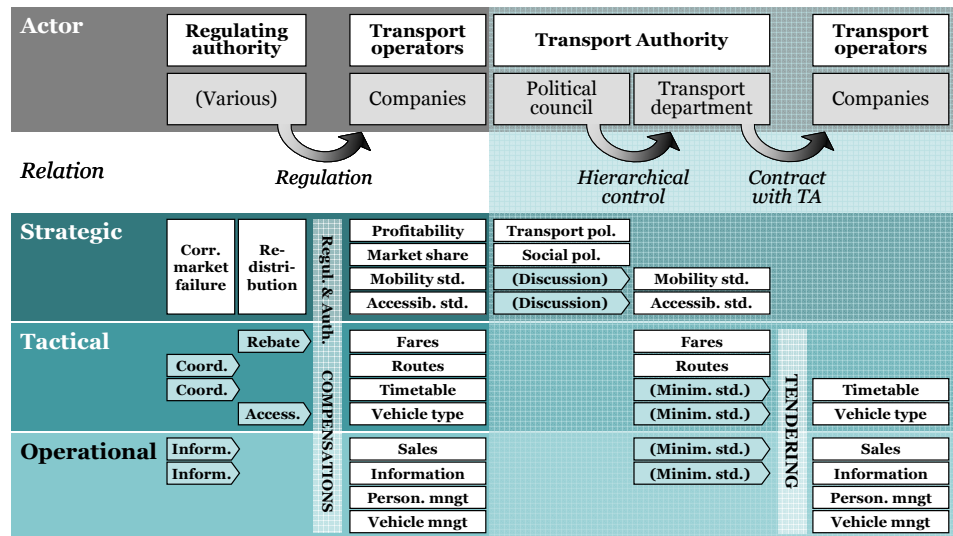 Actor
Regulating
authority
Transport
operators
Transport Authority
Transport
operators
(Various)
Companies
Political
council
Transport
department
Companies
Relation
Regulation
Hierarchical
control
Contract
with TA
Strategic
Corr.
market
failure
Re-
distri-
bution
Regul. & Auth.
COMPENSATIONS
Profitability
Transport pol.
Market share
Social pol.
Mobility std.
(Discussion)
Mobility std.
Accessib. std.
(Discussion)
Accessib. std.
Tactical
Rebate
Fares
Fares
Coord.
Routes
Routes
Coord.
Timetable
(Minim. std.)
Timetable
Access.
Vehicle type
(Minim. std.)
Vehicle type
TENDERING
Operational
Inform.
Sales
(Minim. std.)
Sales
Inform.
Information
(Minim. std.)
Information
Person. mngt
Person. mngt
Vehicle mngt
Vehicle mngt